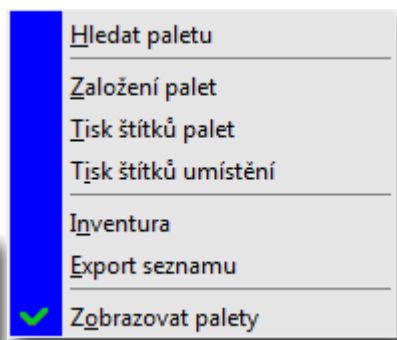 Hledat paletu
Založení palet
Tisk štítků palet
Tisk štítků umístění
Inventura
Export seznamu
Zobrazovat palety